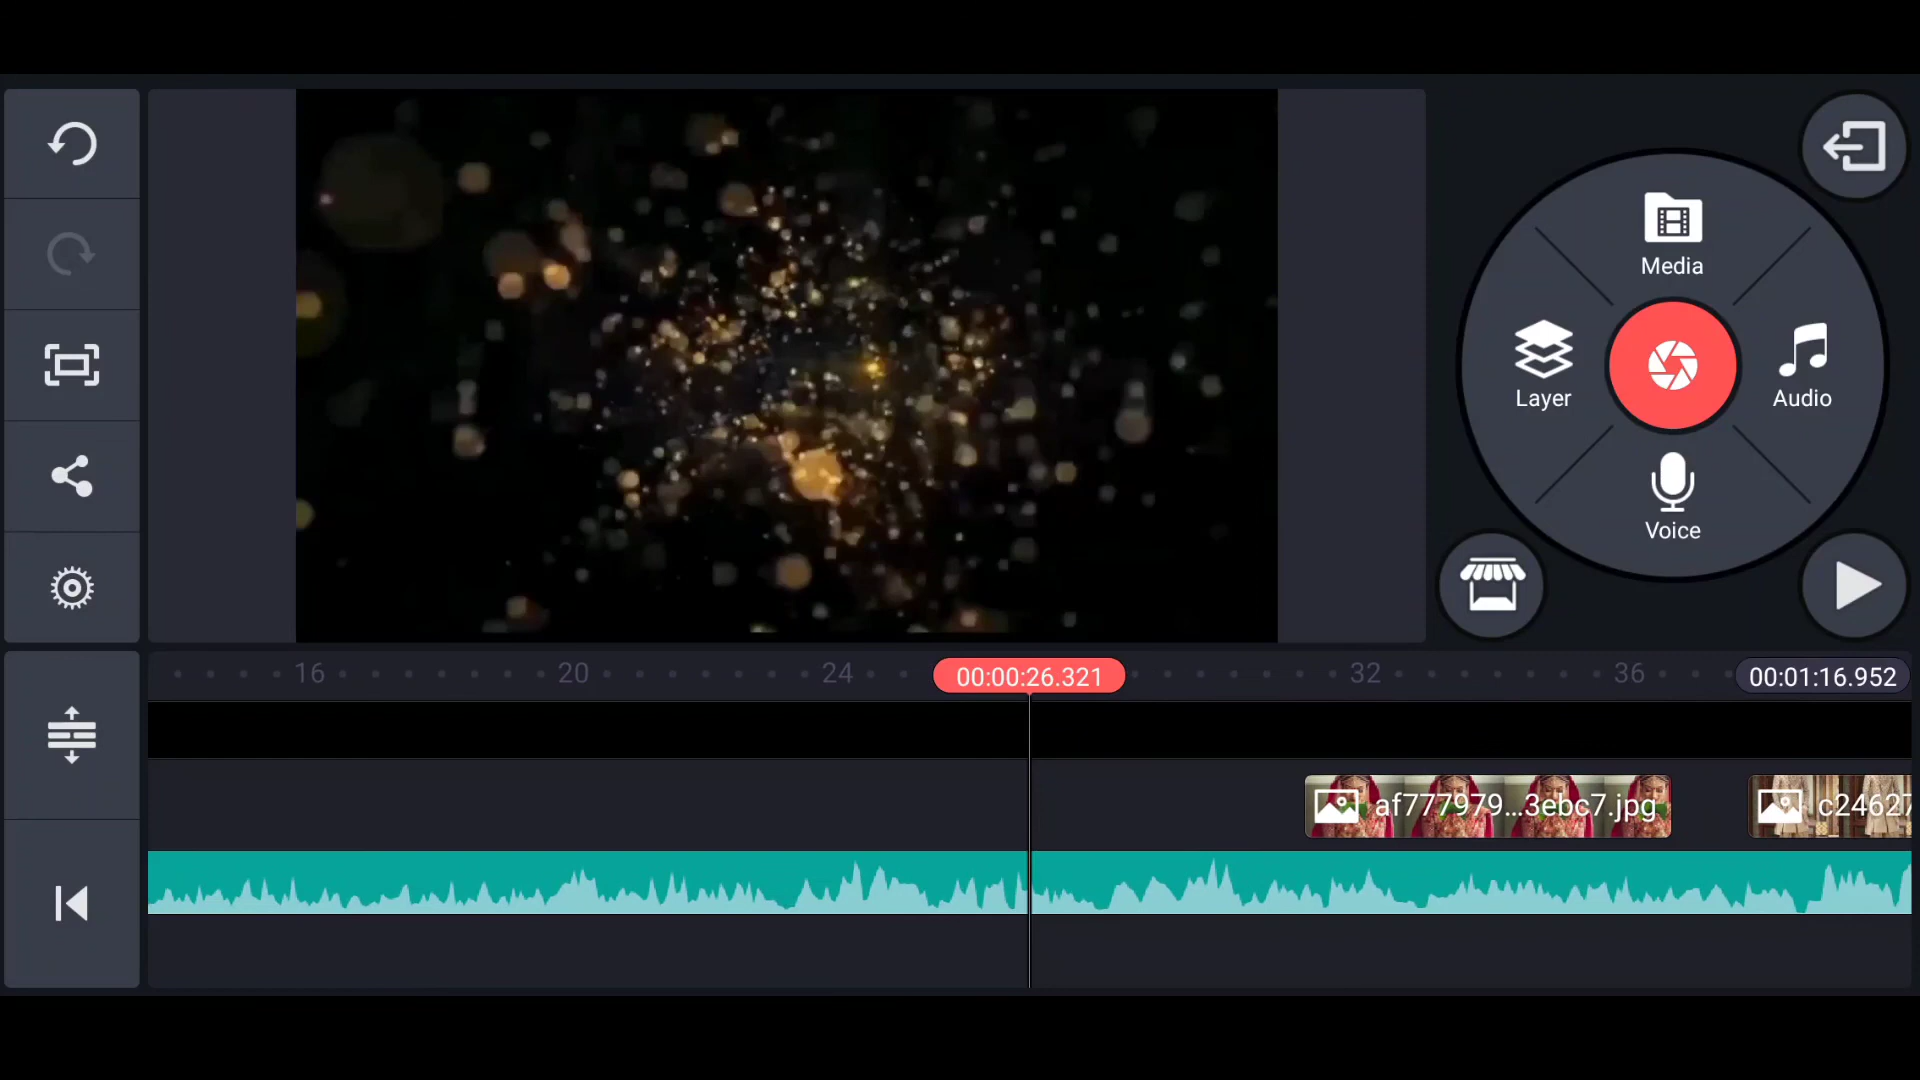 Media
Layer
Audio
Voice
16
20
24
00:00:26.321
32
36
00:01:16.952
af777979...3ebc7.jpg
c24627